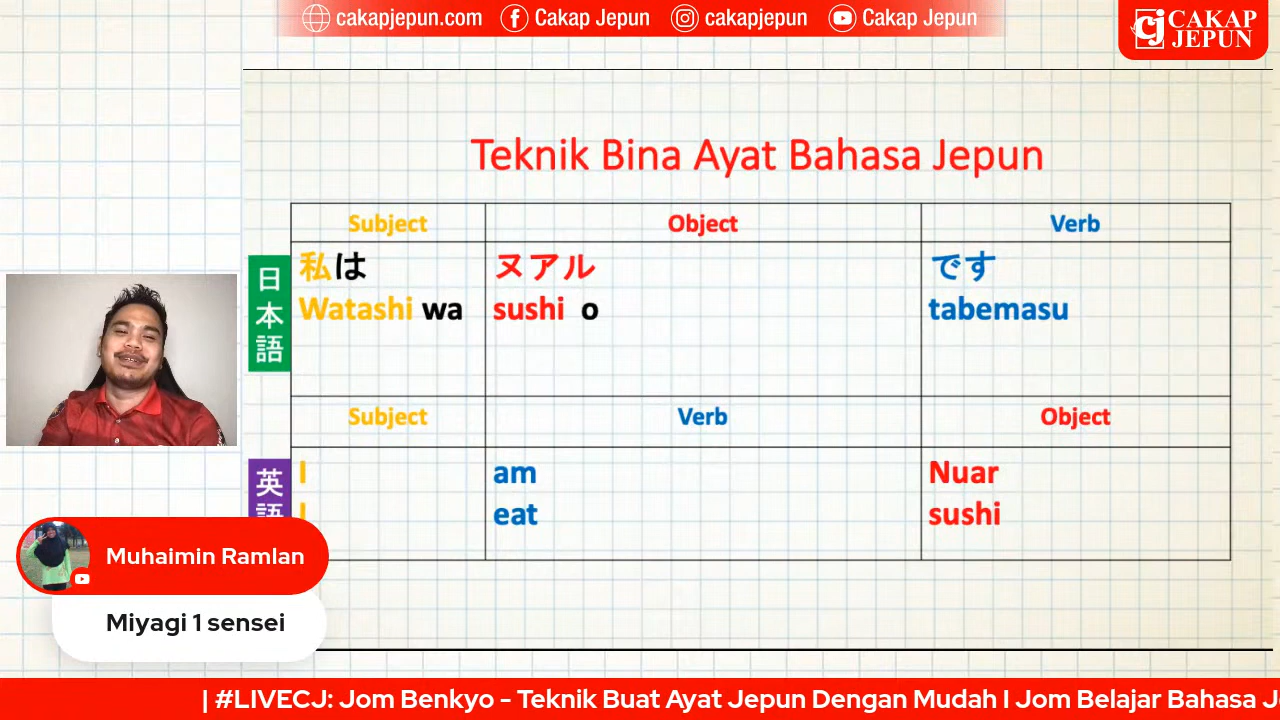 cakapjepun.com Cakap Jepun cakapjepun Cakap Jepun
CAKAP
JEPUN
Teknik Bina Ayat Bahasa Jepun
Subject Object Verb
日本語
私は ヌアル です
Watashi wa sushi o tabemasu
Subject Verb Object
英語
I am Nuar
I eat sushi
Muhaimin Ramlan
Miyagi 1 sensei
| #LIVECJ: Jom Benkyo - Teknik Buat Ayat Jepun Dengan Mudah I Jom Belajar Bahasa J